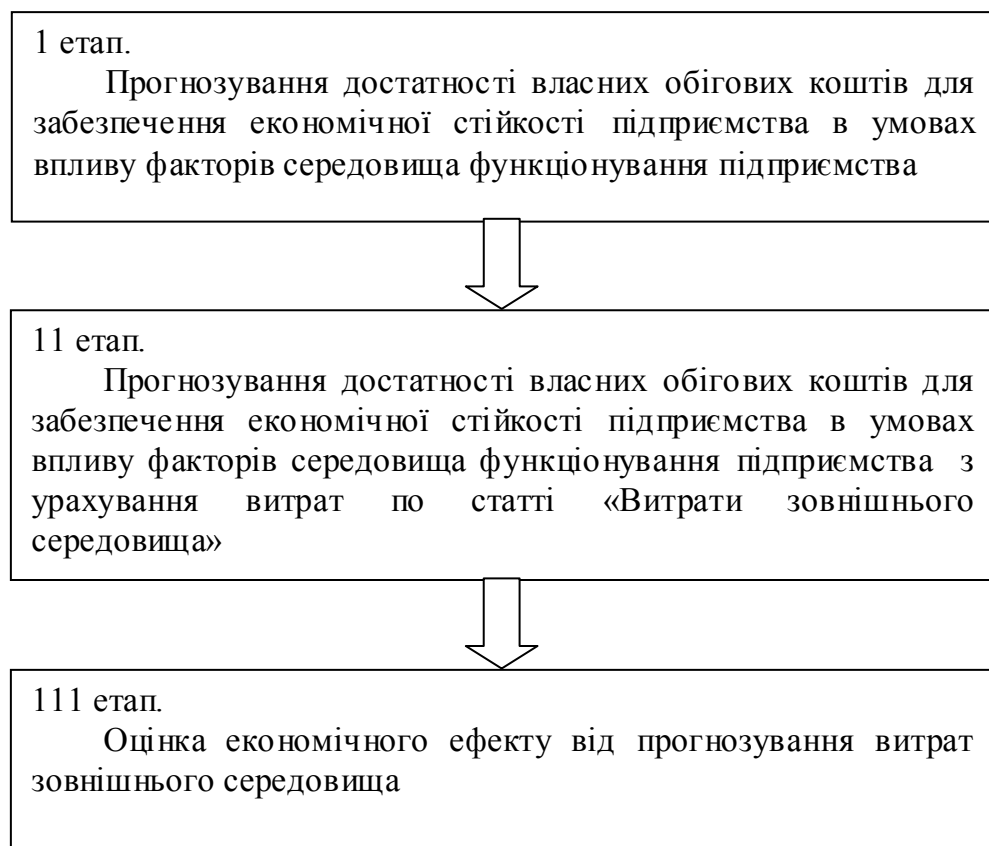 1 етап.
Прогнозування достатності власних обігових коштів для
забезпечення економічної стійкості підприємства в умовах
впливу факторів середовища функціонування підприємства
11 етап.
Прогнозування достатності власних обігових коштів для
забезпечення економічної стійкості підприємства в умовах
впливу факторів середовища функціонування підприємства з
урахування витрат по статті «Витрати зовнішнього
середовища»
111 етап.
Оцінка економічного ефекту від прогнозування витрат
зовнішнього середовища